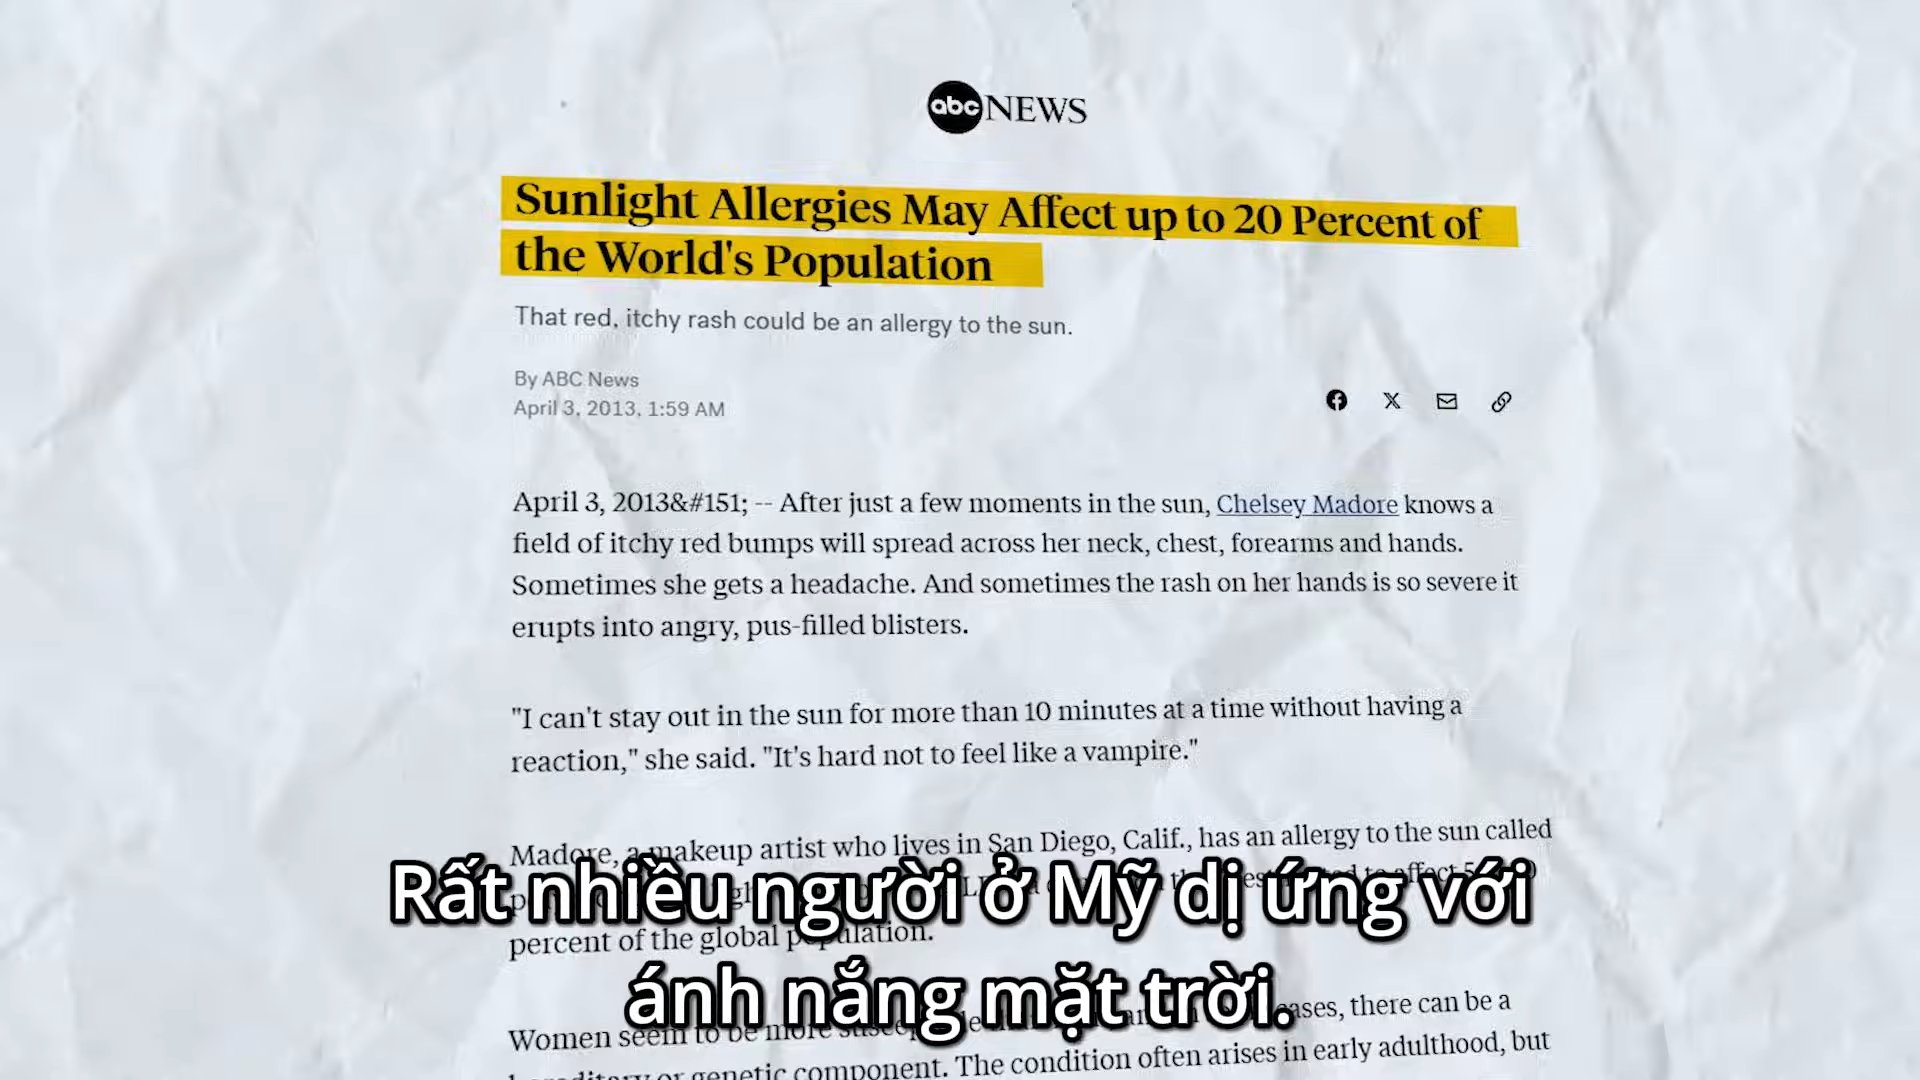 abc NEWS
Sunlight Allergies May Affect up to 20 Percent of
the World's Population
That red, itchy rash could be an allergy to the sun.
By ABC News
April 3, 2013, 1:59 AM
April 3, 2013&#151; -- After just a few moments in the sun, Chelsey Madore knows a
field of itchy red bumps will spread across her neck, chest, forearms and hands.
Sometimes she gets a headache. And sometimes the rash on her hands is so severe it
erupts into angry, pus-filled blisters.
"I can't stay out in the sun for more than 10 minutes at a time without having a
reaction," she said. "It's hard not to feel like a vampire."
Madore, a makeup artist who lives in San Diego, Calif., has an allergy to the sun called
percent of the global population.
Rất nhiều người ở Mỹ dị ứng với
ánh nắng mặt trời.
Women seem to be more there can be a
or genetic component. The condition often arises in early adulthood, but